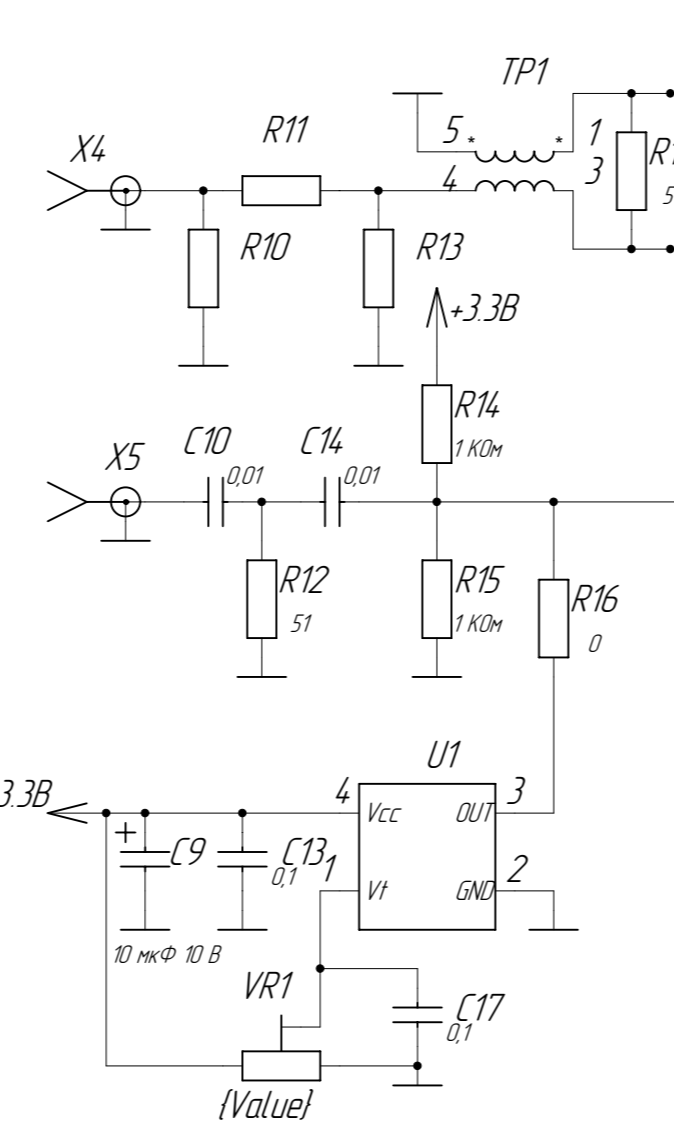 TP1
X4
R11
5 * * 1
R1
5
4 3
R10
R13
+3.3В
R14
1 КОм
X5
C10
0,01
C14
0,01
R12
51
R15
1 КОм
R16
0
U1
3.3В
4
Vcc
OUT
3
+
C9
C13
0,1
1
Vt
GND
2
10 мкФ 10 В
VR1
C17
0,1
{Value}